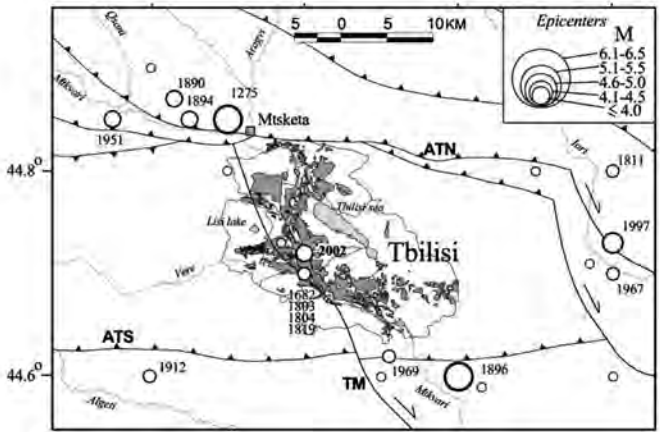 5 0 5 10KM
Epicenters
M
6.1-6.5
5.1-5.5
4.6-5.0
4.1-4.5
⩽ 4.0
Qsani
Aragvi
Mtkvari
1890
1275
1894
Mtsketa
1951
ATN
Iori
1811
44.8°
Lisi lake
Tbilisi sea
Tbilisi
1997
2002
Vere
1967
1682
1803
1804
1819
ATS
1912
1969
1896
44.6°
TM
Mtkvari
Algeti